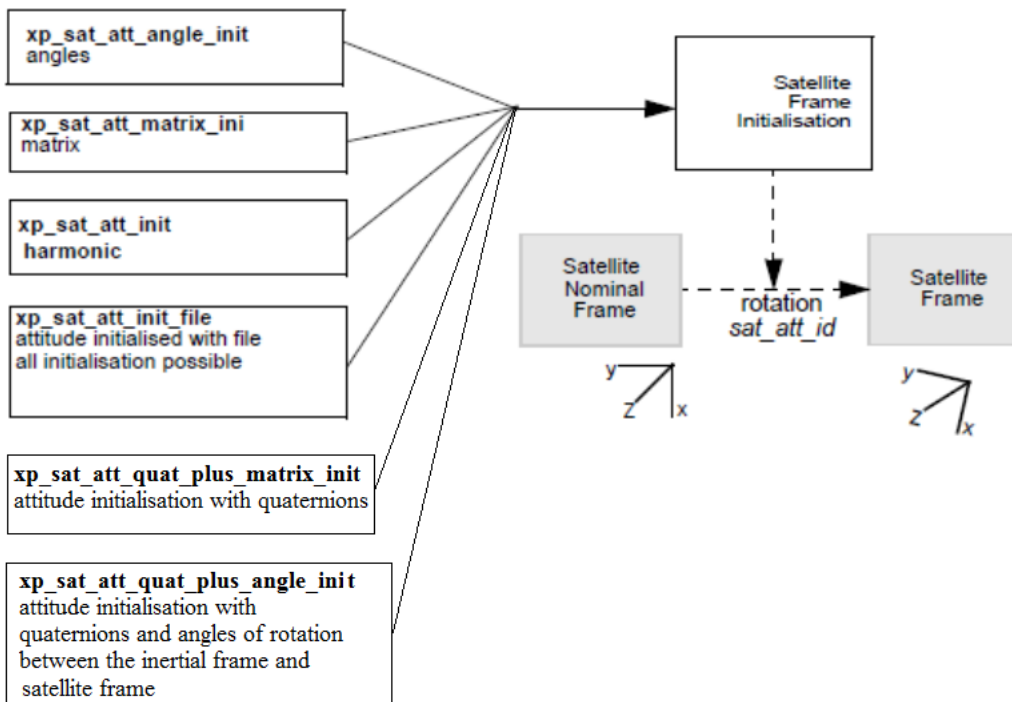 xp_sat_att_angle_init
angles
xp_sat_att_matrix_ini
matrix
xp_sat_att_init
harmonic
xp_sat_att_init_file
attitude initialised with file
all initialisation possible
xp_sat_att_quat_plus_matrix_init
attitude initialisation with quaternions
xp_sat_att_quat_plus_angle_init
attitude initialisation with
quaternions and angles of rotation
between the inertial frame and
satellite frame
Satellite
Frame
Initialisation
Satellite
Nominal
Frame
rotation
sat_att_id
Satellite
Frame
y
Z
x
y
Z
x